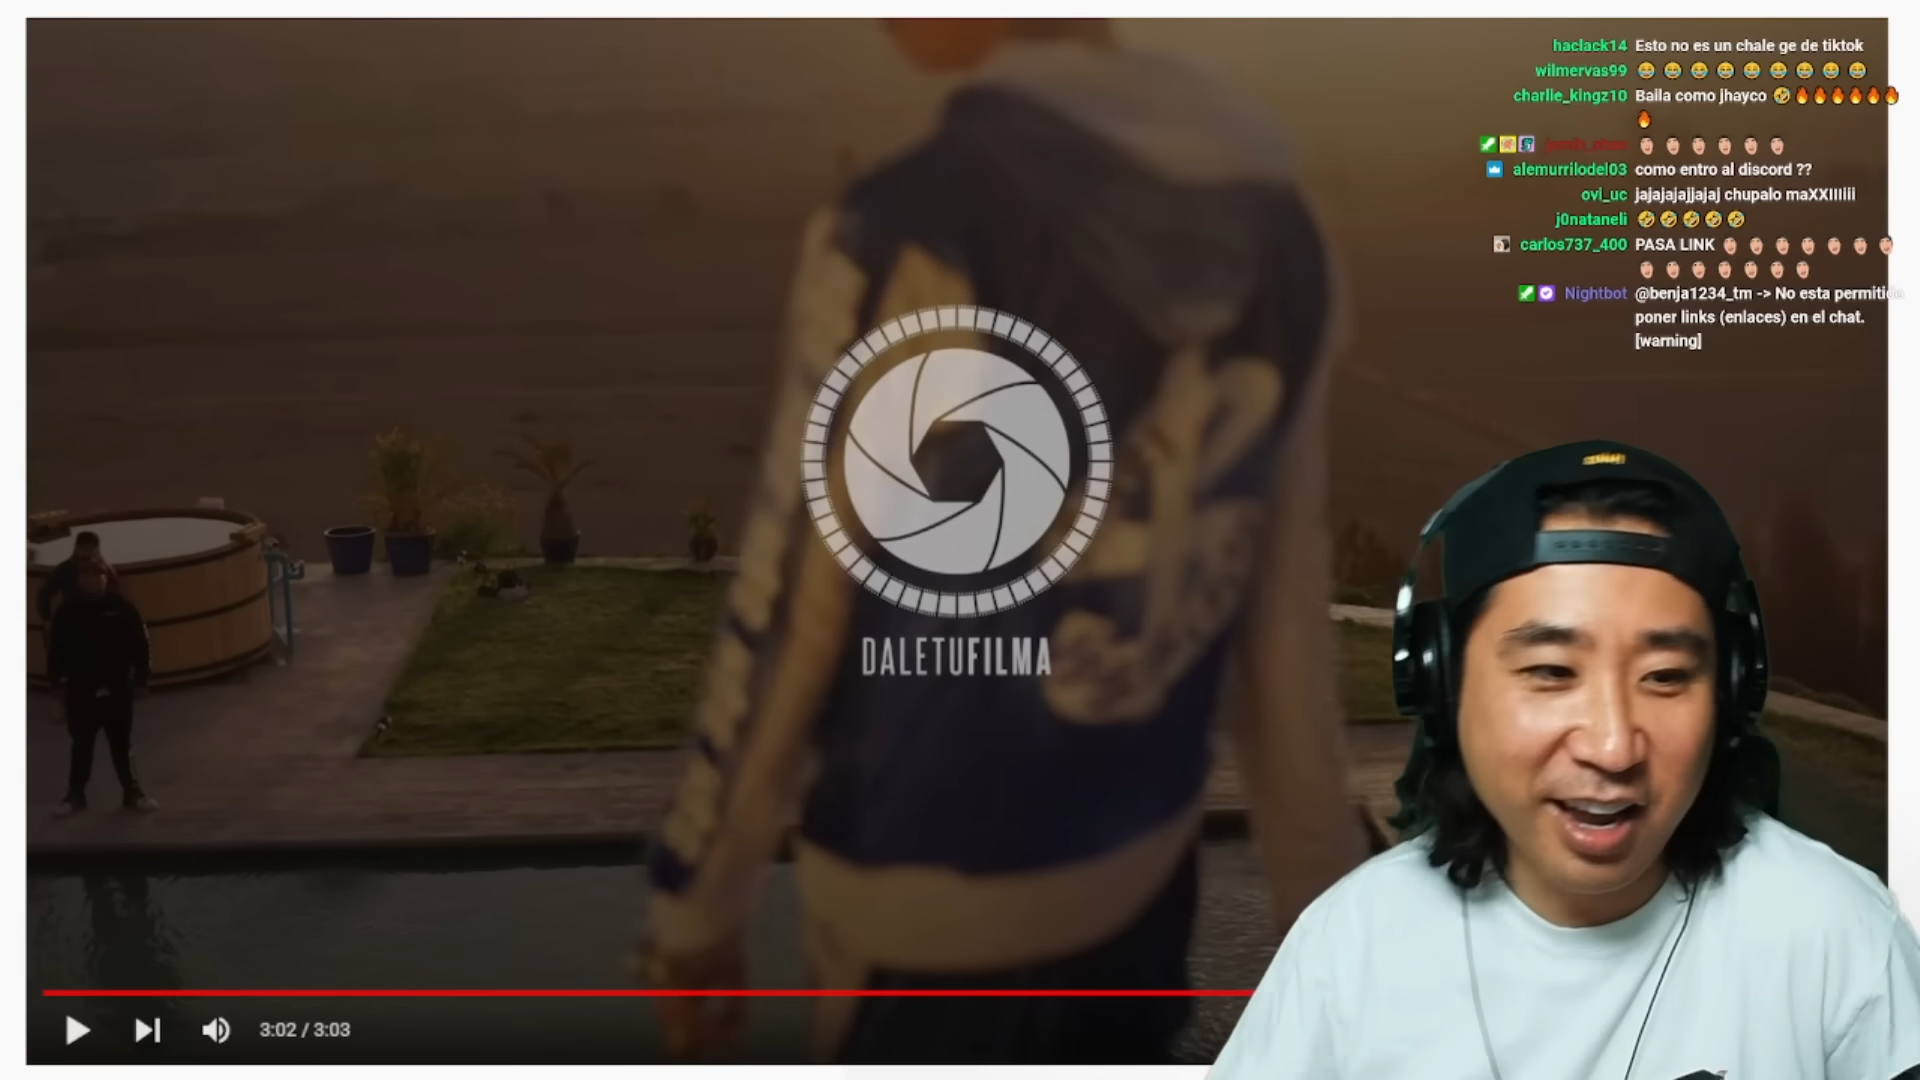 haclack14 Esto no es un chale ge de tiktok
wilmervas99
charlie_kingz10 Baila como jhayco
alemurrilodel03 como entro al discord ??
ovi_uc jajajajajjajaj chupalo maXXIIIiii
j0nataneli
carlos737_400 PASA LINK
Nightbot @benja1234_tm -> No esta permitido
poner links (enlaces) en el chat.
[warning]
DALETUFILMA
3:02 / 3:03